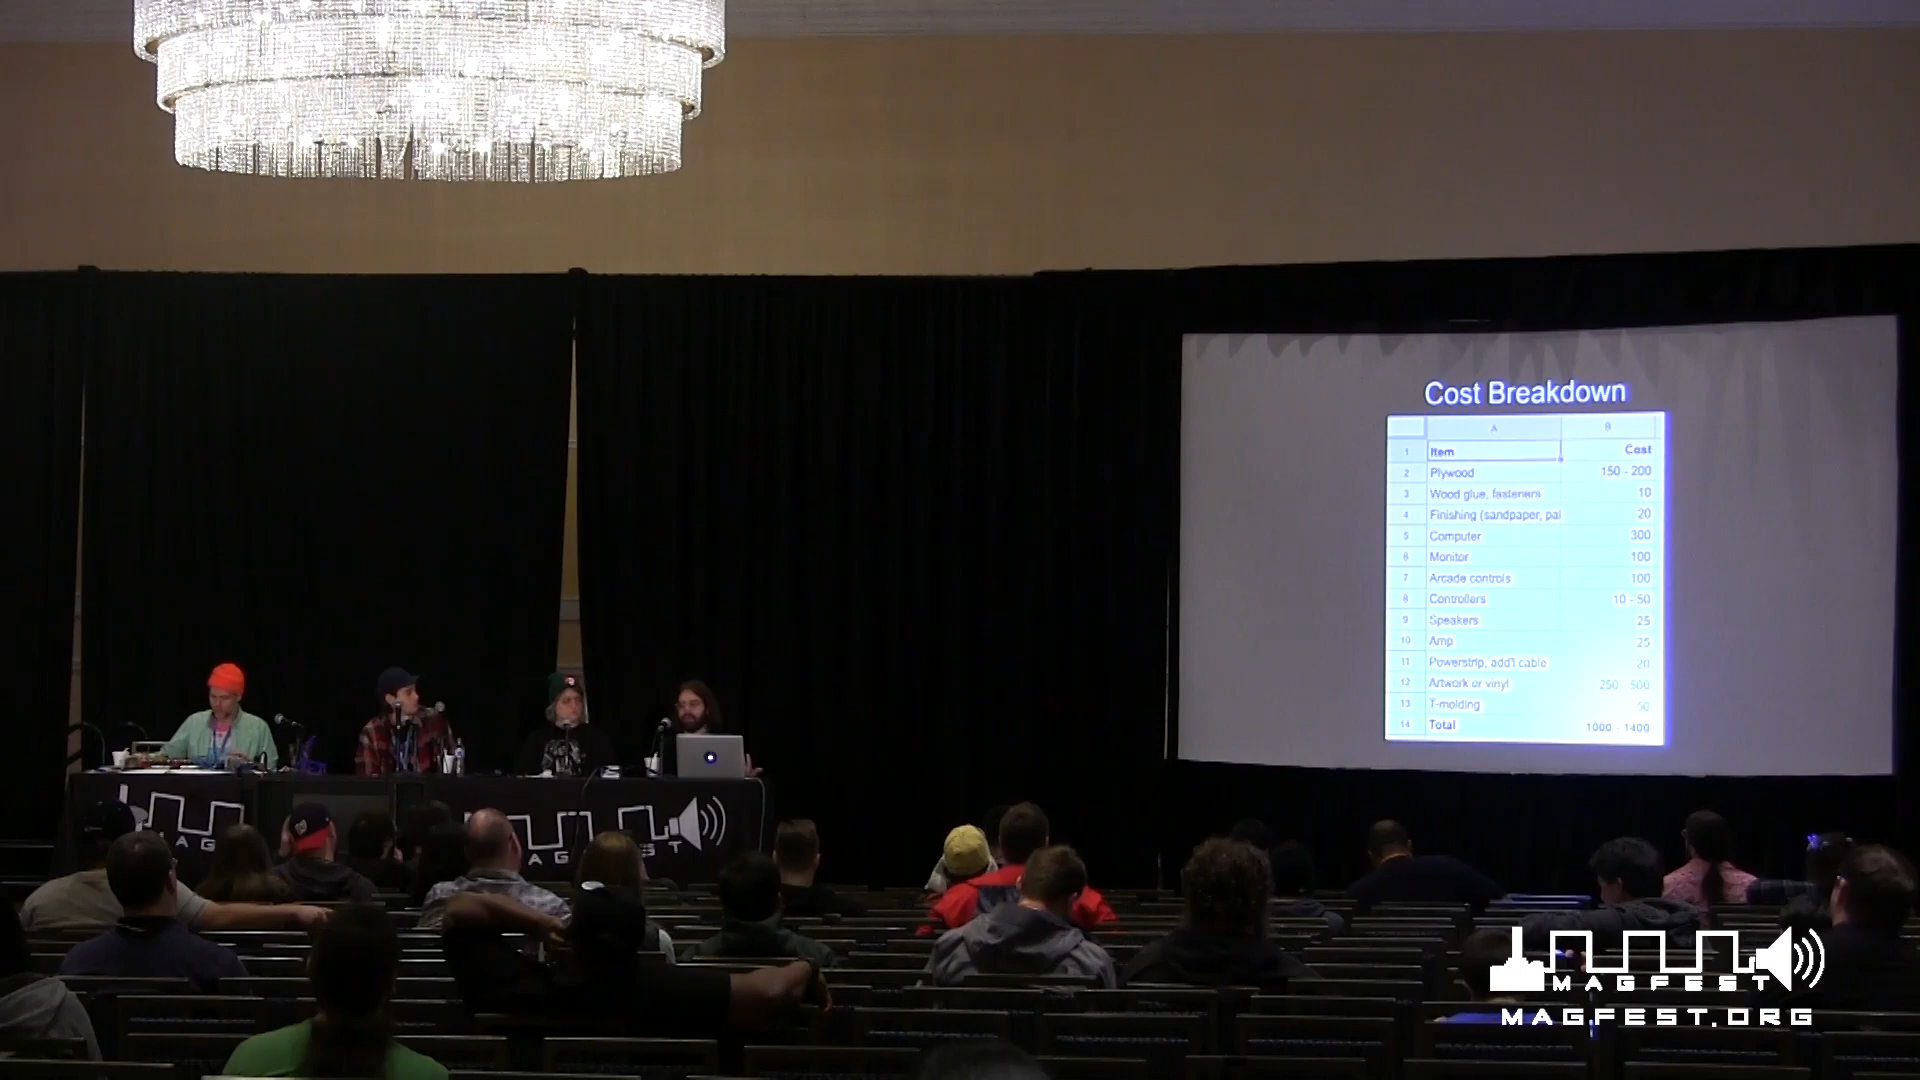 Cost Breakdown
A B
1 Item Cost
2 Plywood 150 - 200
3 Wood glue, fasteners 10
4 Finishing (sandpaper, pai 20
5 Computer 300
6 Monitor 100
7 Arcade controls 100
8 Controllers 10 - 50
9 Speakers 25
10 Amp 25
11 Powerstrip, add'l cable 20
12 Artwork or vinyl 250 - 500
13 T-molding
14 Total 1000 - 1400
MAGFEST
MAGFEST.ORG